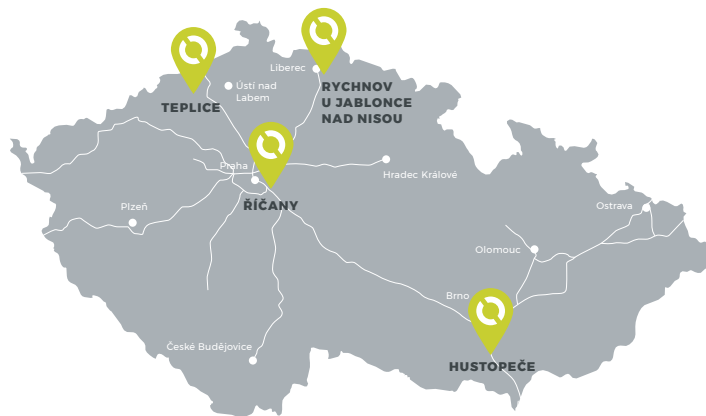 Liberec
Ústí nad
Labem
TEPLICE
RYCHNOV
U JABLONCE
NAD NISOU
Praha
Hradec Králové
ŘÍČANY
Plzeň
Ostrava
Olomouc
Brno
České Budějovice
HUSTOPEČE